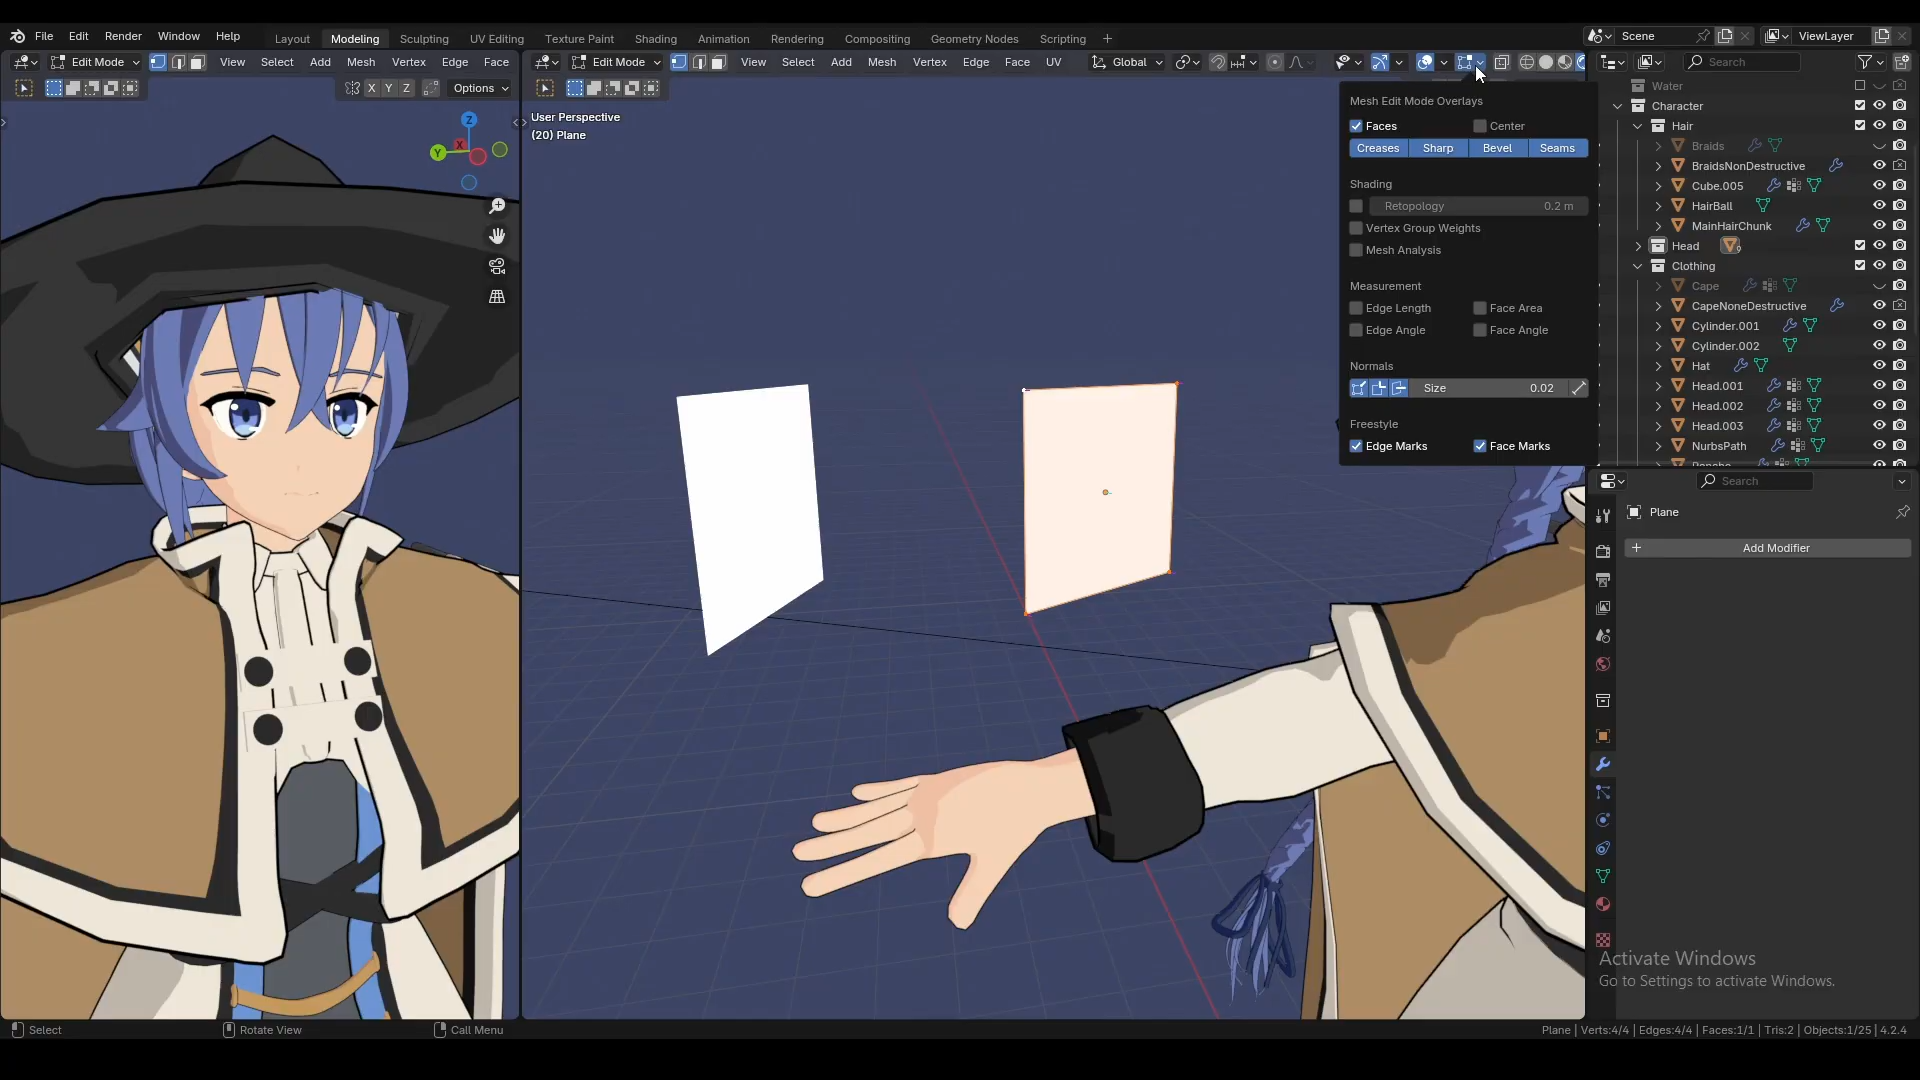 File Edit Render Window Help
Layout Modeling Sculpting UV Editing Texture Paint Shading Animation Rendering Compositing Geometry Nodes Scripting +
Scene
ViewLayer
Edit Mode View Select Add Mesh Vertex Edge Face
Edit Mode View Select Add Mesh Vertex Edge Face UV Global
Search
X Y Z Options
User Perspective
(20) Plane
Z
X
Y
Mesh Edit Mode Overlays
Faces Center
Creases Sharp Bevel Seams
Shading
Retopology 0.2 m
Vertex Group Weights
Mesh Analysis
Measurement
Edge Length Face Area
Edge Angle Face Angle
Normals
Size 0.02
Freestyle
Edge Marks Face Marks
Water
Character
Hair
Braids
BraidsNonDestructive
Cube.005
HairBall
MainHairChunk
Head
Clothing
Cape
CapeNoneDestructive
Cylinder.001
Cylinder.002
Hat
Head.001
Head.002
Head.003
NurbsPath
Search
Plane
+ Add Modifier
Activate Windows
Go to Settings to activate Windows.
Select Rotate View Call Menu
Plane | Verts:4/4 | Edges:4/4 | Faces:1/1 | Tris:2 | Objects:1/25 | 4.2.4